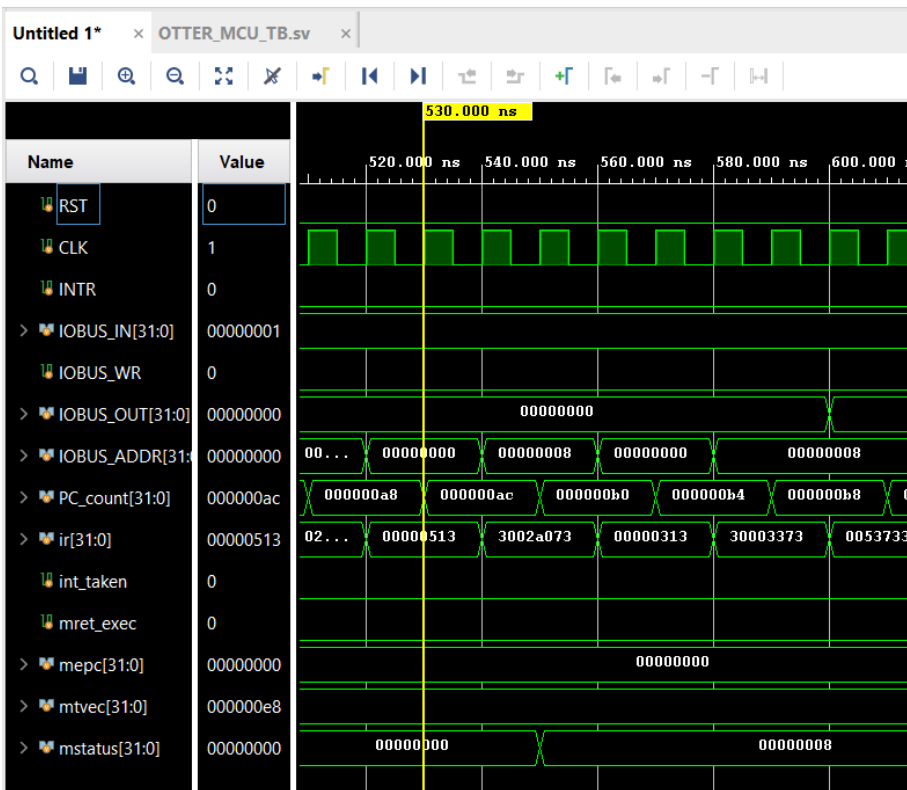 Untitled 1* × OTTER_MCU_TB.sv ×
530.000 ns
Name Value
520.000 ns 540.000 ns 560.000 ns 580.000 ns 600.000
RST 0
CLK 1
INTR 0
IOBUS_IN[31:0] 00000001
IOBUS_WR 0
IOBUS_OUT[31:0] 00000000 00000000
IOBUS_ADDR[31: 00000000 00... 00000000 00000008 00000000 00000008
PC_count[31:0] 000000ac 000000a8 000000ac 000000b0 000000b4 000000b8
ir[31:0] 00000513 02... 00000513 3002a073 00000313 30003373 0053733
int_taken 0
mret_exec 0
mepc[31:0] 00000000 00000000
mtvec[31:0] 000000e8
mstatus[31:0] 00000000 00000000 00000008